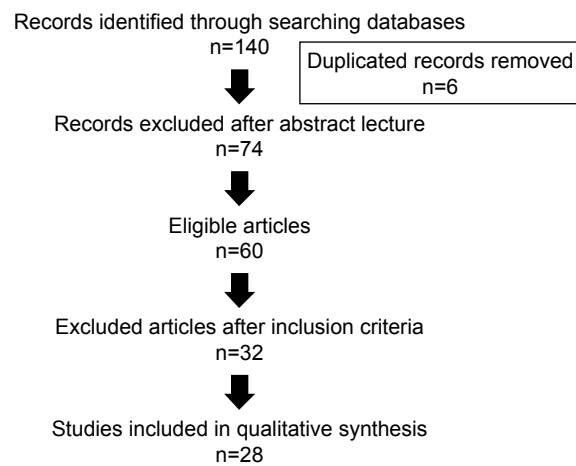 Records identified through searching databases
n=140
Duplicated records removed
n=6
Records excluded after abstract lecture
n=74
Eligible articles
n=60
Excluded articles after inclusion criteria
n=32
Studies included in qualitative synthesis
n=28